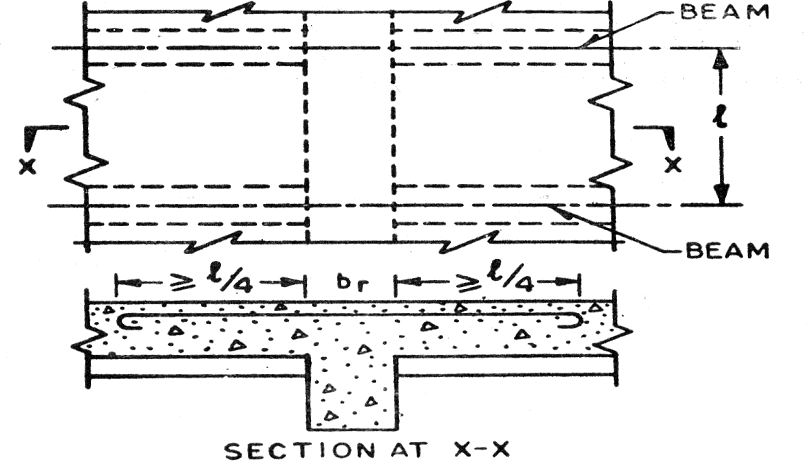 BEAM
l
X X
BEAM
≥ l/4 br ≥ l/4
SECTION AT X-X